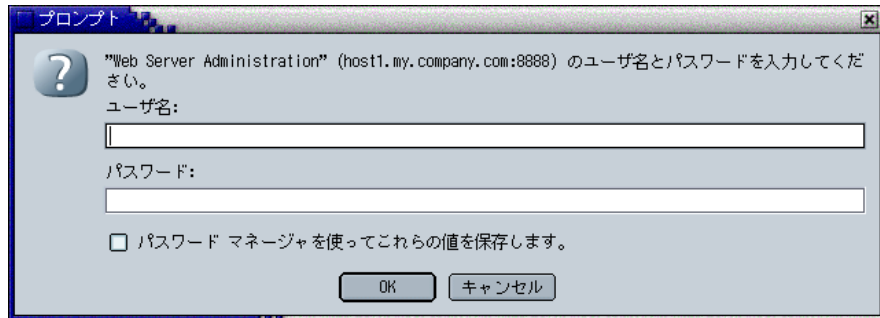 プロンプト
"Web Server Administration" (host1.my.company.com:8888) のユーザ名とパスワードを入力してくだ
さい。
ユーザ名:
パスワード:
パスワード マネージャを使ってこれらの値を保存します。
OK
キャンセル